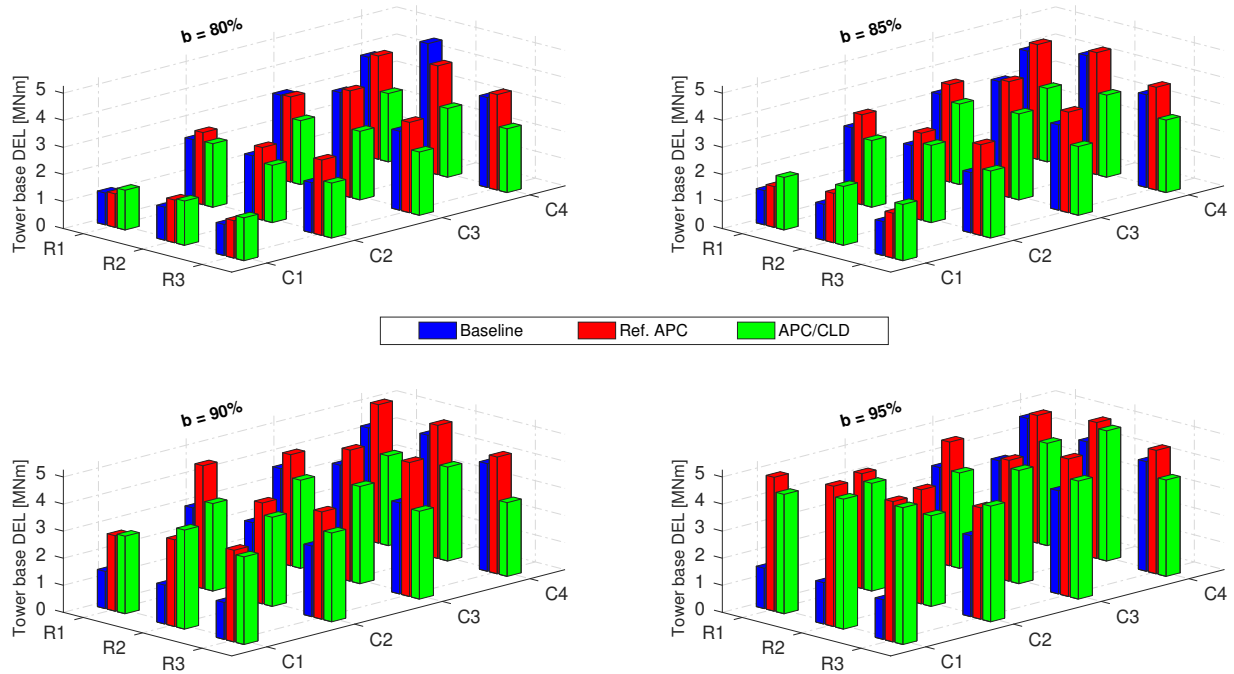 b = 80%
Tower base DEL [MNm]
5
4
3
2
1
0
R1
R2
R3
C1
C2
C3
C4
b = 85%
Tower base DEL [MNm]
5
4
3
2
1
0
R1
R2
R3
C1
C2
C3
C4
Baseline
Ref. APC
APC/CLD
b = 90%
Tower base DEL [MNm]
5
4
3
2
1
0
R1
R2
R3
C1
C2
C3
C4
b = 95%
Tower base DEL [MNm]
5
4
3
2
1
0
R1
R2
R3
C1
C2
C3
C4